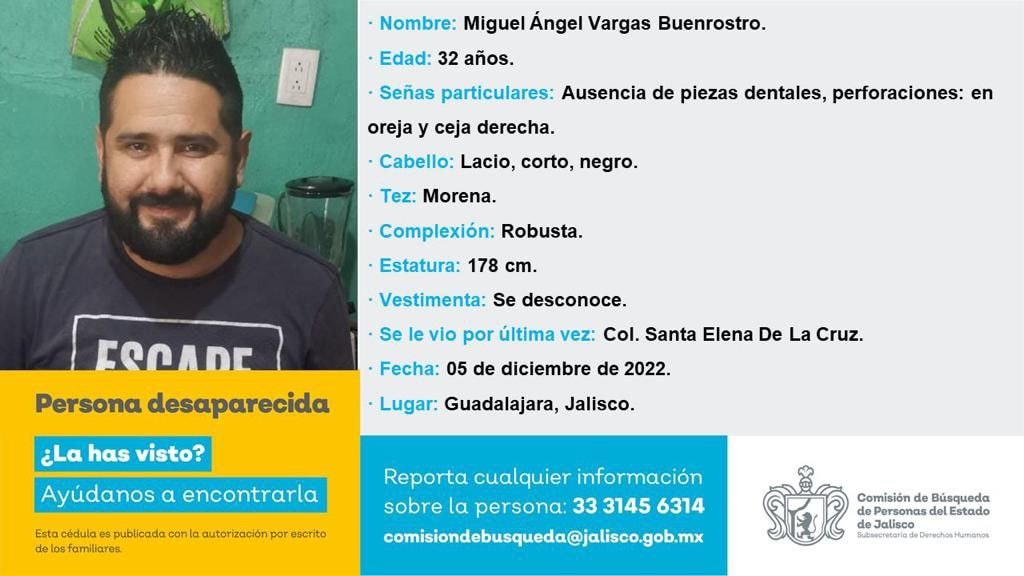 · Nombre: Miguel Ángel Vargas Buenrostro.
· Edad: 32 años.
· Señas particulares: Ausencia de piezas dentales, perforaciones: en
oreja y ceja derecha.
· Cabello: Lacio, corto, negro.
· Tez: Morena.
· Complexión: Robusta.
· Estatura: 178 cm.
· Vestimenta: Se desconoce.
· Se le vio por última vez: Col. Santa Elena De La Cruz.
· Fecha: 05 de diciembre de 2022.
· Lugar: Guadalajara, Jalisco.
ESCAPE
Persona desaparecida
¿La has visto?
Ayúdanos a encontrarla
Esta cédula es publicada con la autorización por escrito
de los familiares.
Reporta cualquier información
sobre la persona: 33 3145 6314
comisiondebusqueda@jalisco.gob.mx
Comisión de Búsqueda
de Personas del Estado
de Jalisco
Subsecretaría de Derechos Humanos